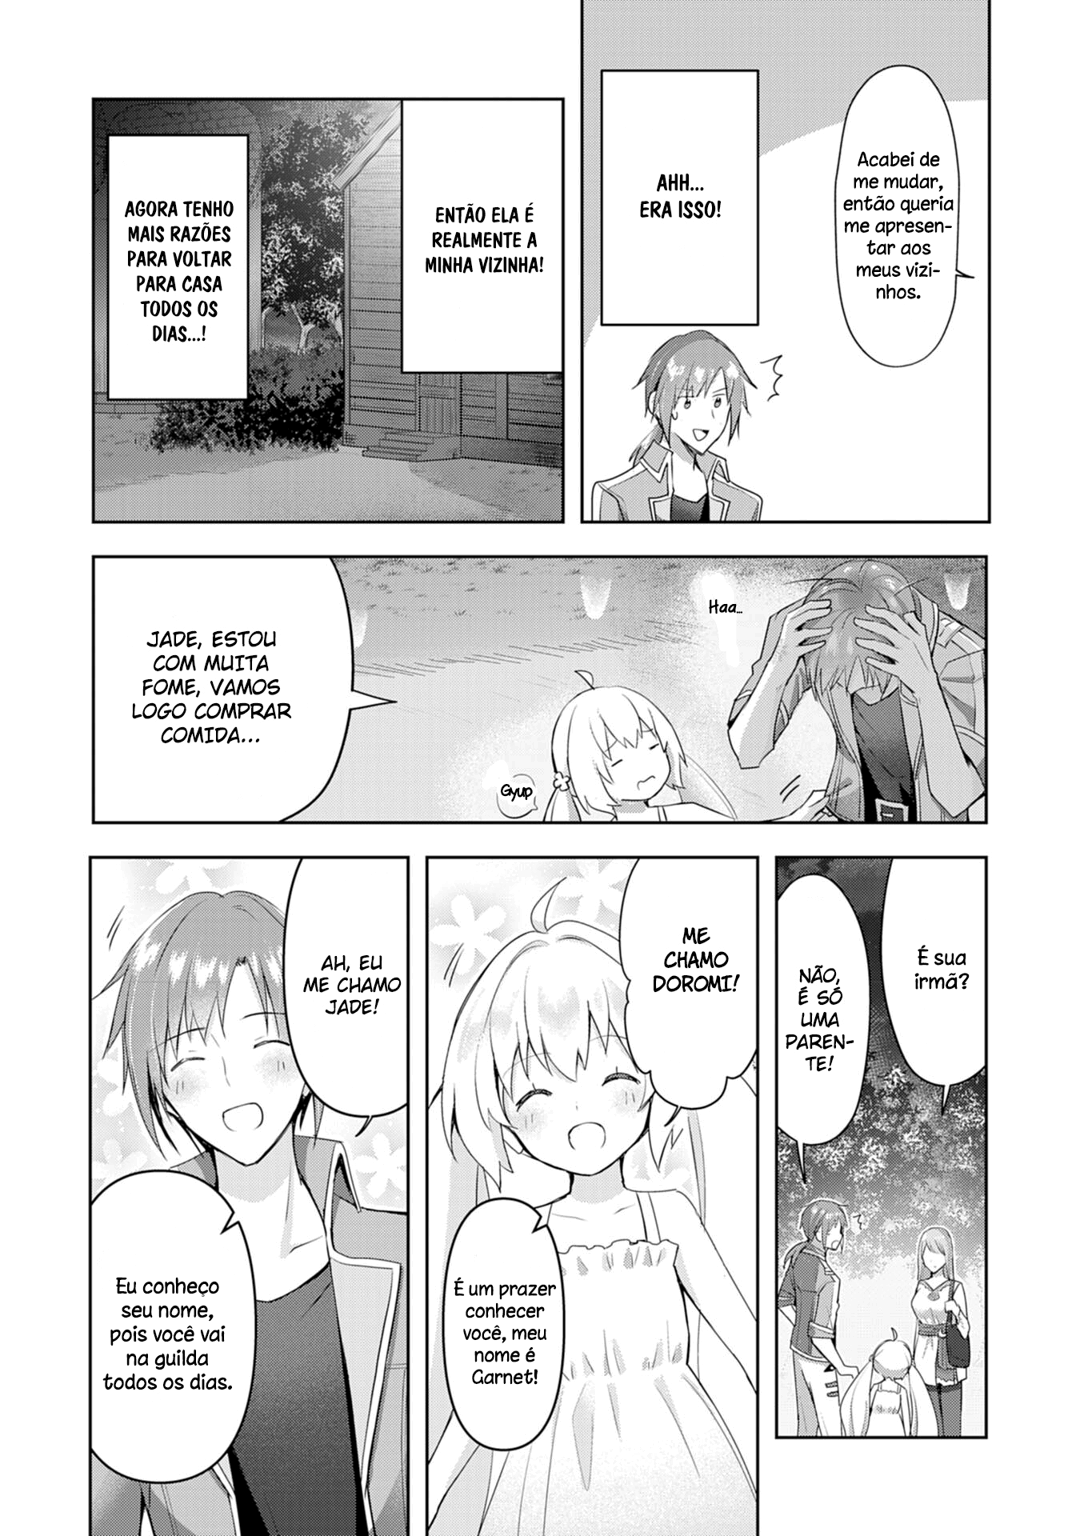 Acabei de
me mudar,
então queria
me apresen-
tar aos
meus vizi-
nhos.
AHH...
ERA ISSO!
ENTÃO ELA É
REALMENTE A
MINHA VIZINHA!
AGORA TENHO
MAIS RAZÕES
PARA VOLTAR
PARA CASA
TODOS OS
DIAS...!
Haa...
JADE, ESTOU
COM MUITA
FOME, VAMOS
LOGO COMPRAR
COMIDA...
Gyup
É sua
irmã?
NÃO,
É SÓ
UMA
PAREN-
TE!
ME
CHAMO
DOROMI!
É um prazer
conhecer
você, meu
nome é
Garnet!
AH, EU
ME CHAMO
JADE!
Eu conheço
seu nome,
pois você vai
na guilda
todos os dias.